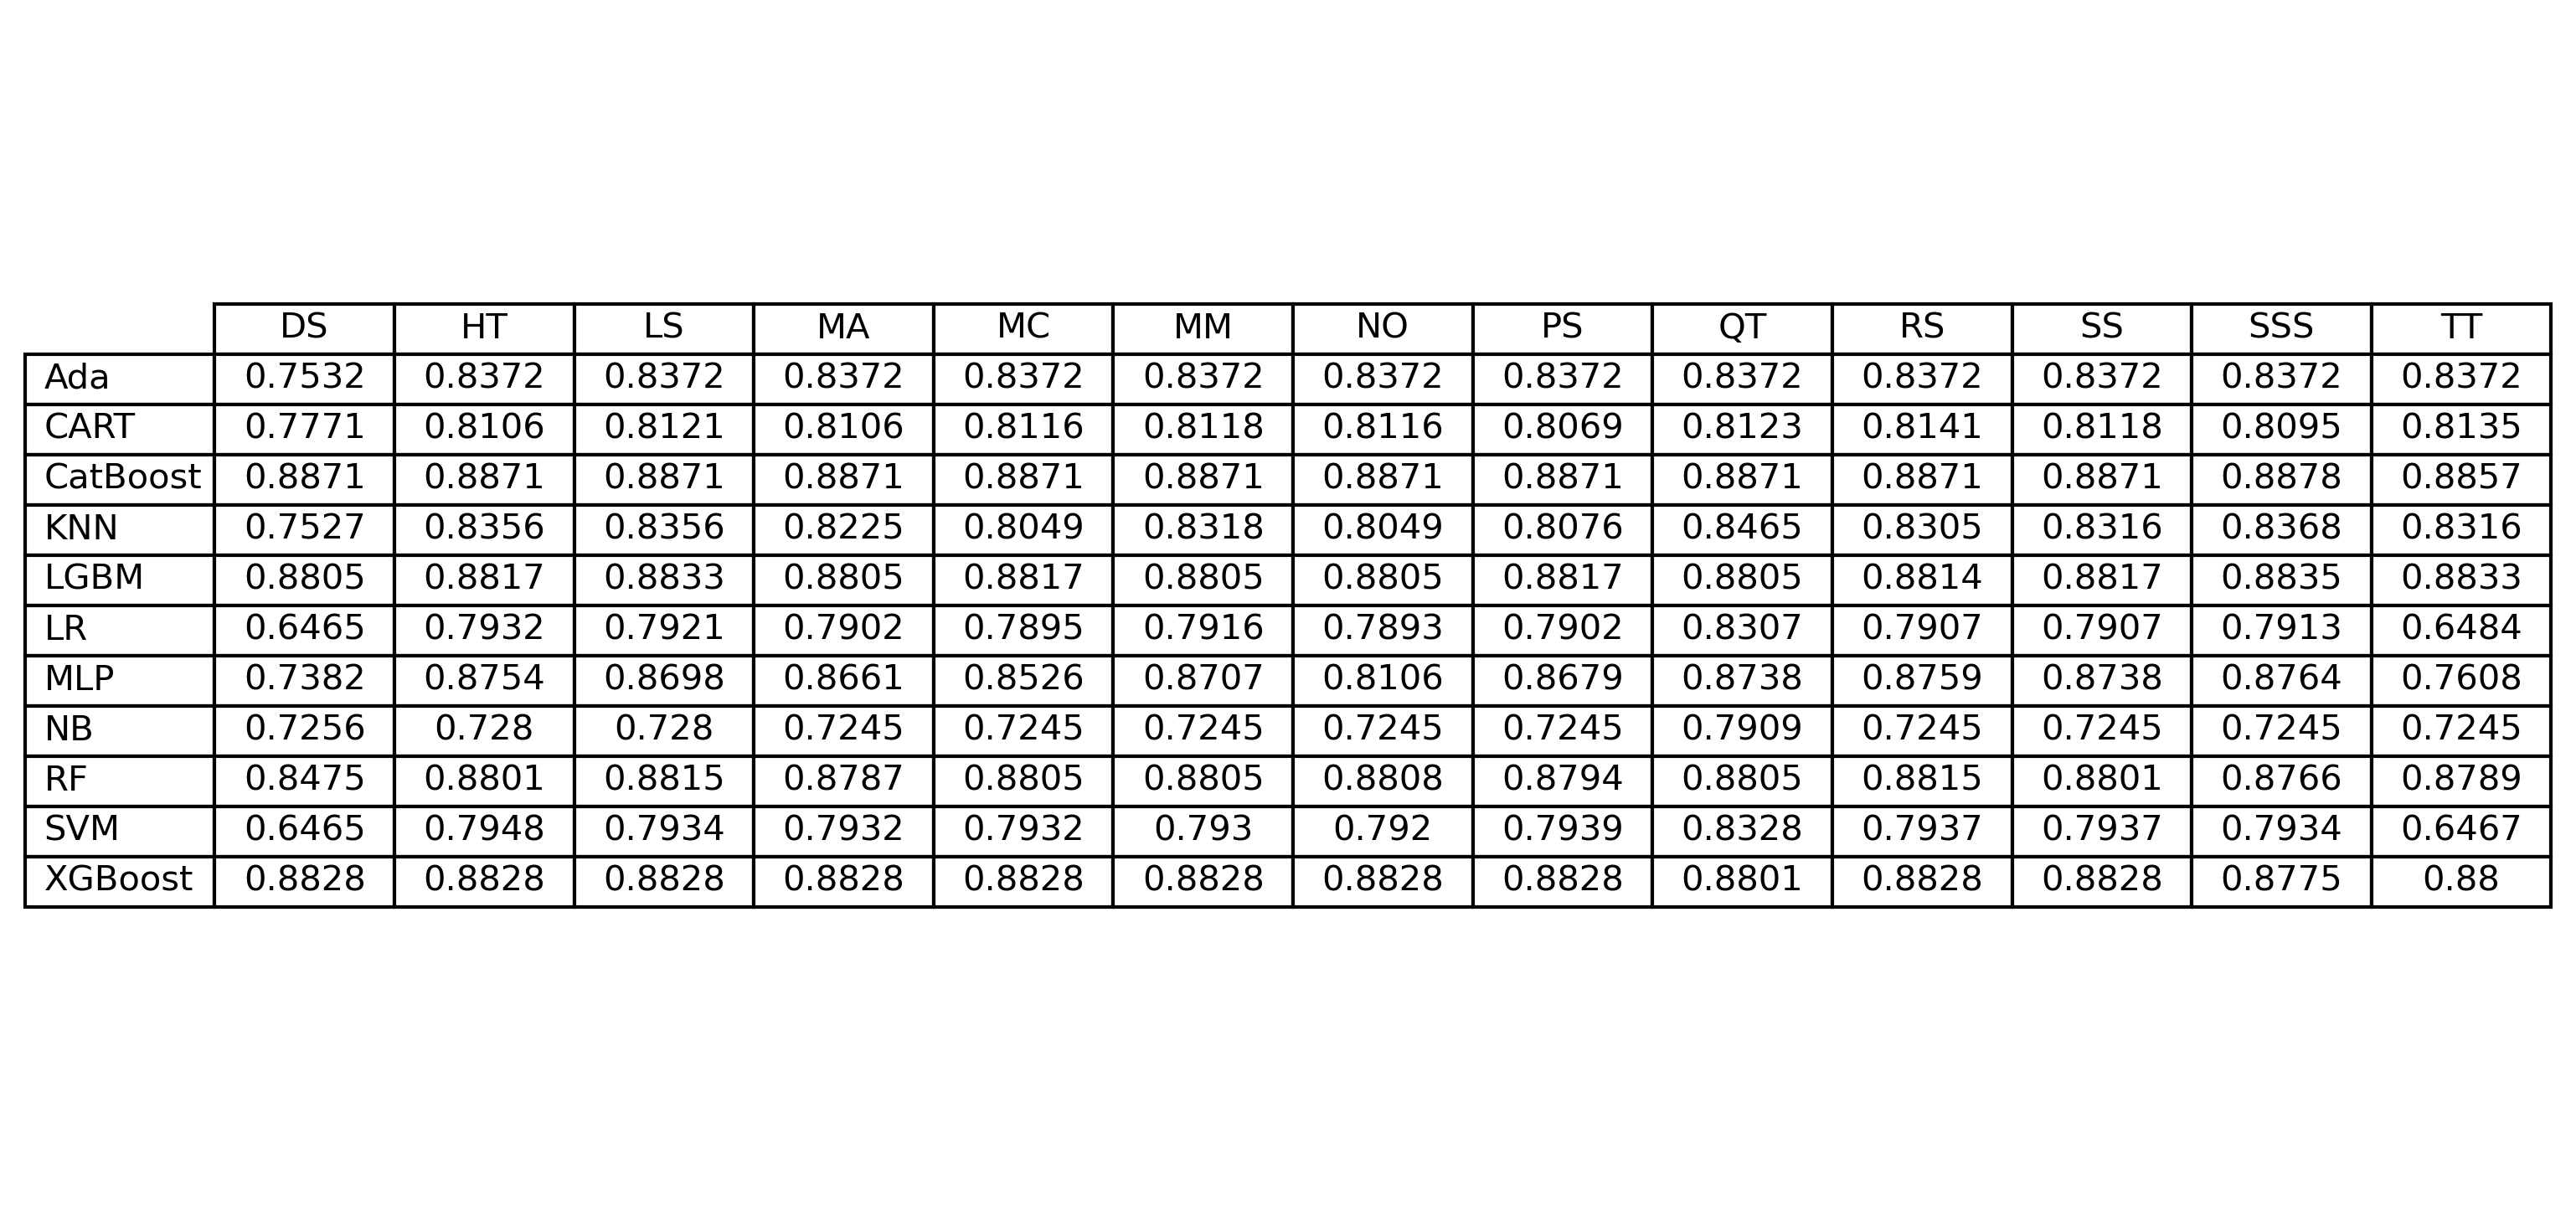 DS HT LS MA MC MM NO PS QT RS SS SSS TT
Ada 0.7532 0.8372 0.8372 0.8372 0.8372 0.8372 0.8372 0.8372 0.8372 0.8372 0.8372 0.8372 0.8372
CART 0.7771 0.8106 0.8121 0.8106 0.8116 0.8118 0.8116 0.8069 0.8123 0.8141 0.8118 0.8095 0.8135
CatBoost 0.8871 0.8871 0.8871 0.8871 0.8871 0.8871 0.8871 0.8871 0.8871 0.8871 0.8871 0.8878 0.8857
KNN 0.7527 0.8356 0.8356 0.8225 0.8049 0.8318 0.8049 0.8076 0.8465 0.8305 0.8316 0.8368 0.8316
LGBM 0.8805 0.8817 0.8833 0.8805 0.8817 0.8805 0.8805 0.8817 0.8805 0.8814 0.8817 0.8835 0.8833
LR 0.6465 0.7932 0.7921 0.7902 0.7895 0.7916 0.7893 0.7902 0.8307 0.7907 0.7907 0.7913 0.6484
MLP 0.7382 0.8754 0.8698 0.8661 0.8526 0.8707 0.8106 0.8679 0.8738 0.8759 0.8738 0.8764 0.7608
NB 0.7256 0.728 0.728 0.7245 0.7245 0.7245 0.7245 0.7245 0.7909 0.7245 0.7245 0.7245 0.7245
RF 0.8475 0.8801 0.8815 0.8787 0.8805 0.8805 0.8808 0.8794 0.8805 0.8815 0.8801 0.8766 0.8789
SVM 0.6465 0.7948 0.7934 0.7932 0.7932 0.793 0.792 0.7939 0.8328 0.7937 0.7937 0.7934 0.6467
XGBoost 0.8828 0.8828 0.8828 0.8828 0.8828 0.8828 0.8828 0.8828 0.8801 0.8828 0.8828 0.8775 0.88